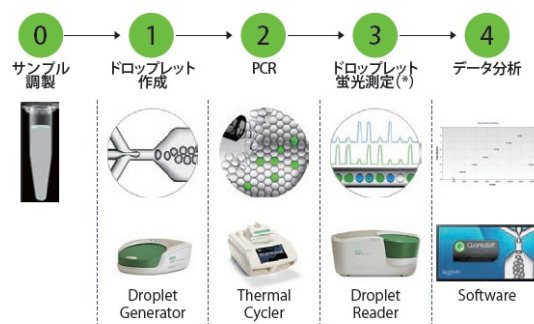 0
1
2
3
4
サンプル
調製
ドロップレット
作成
PCR
ドロップレット
蛍光測定(*)
データ分析
QuantaSoft
Droplet
Generator
Thermal
Cycler
Droplet
Reader
Software